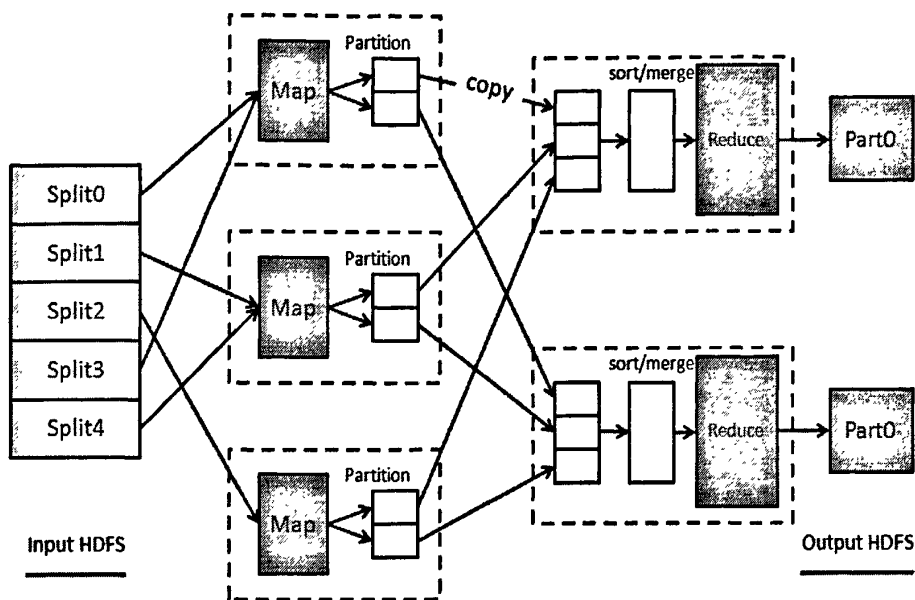 Split0
Split1
Split2
Split3
Split4
Input HDFS
Map
Partition
Map
Partition
Map
Partition
copy
sort/merge
Reduce
Part0
sort/merge
Reduce
Part0
Output HDFS